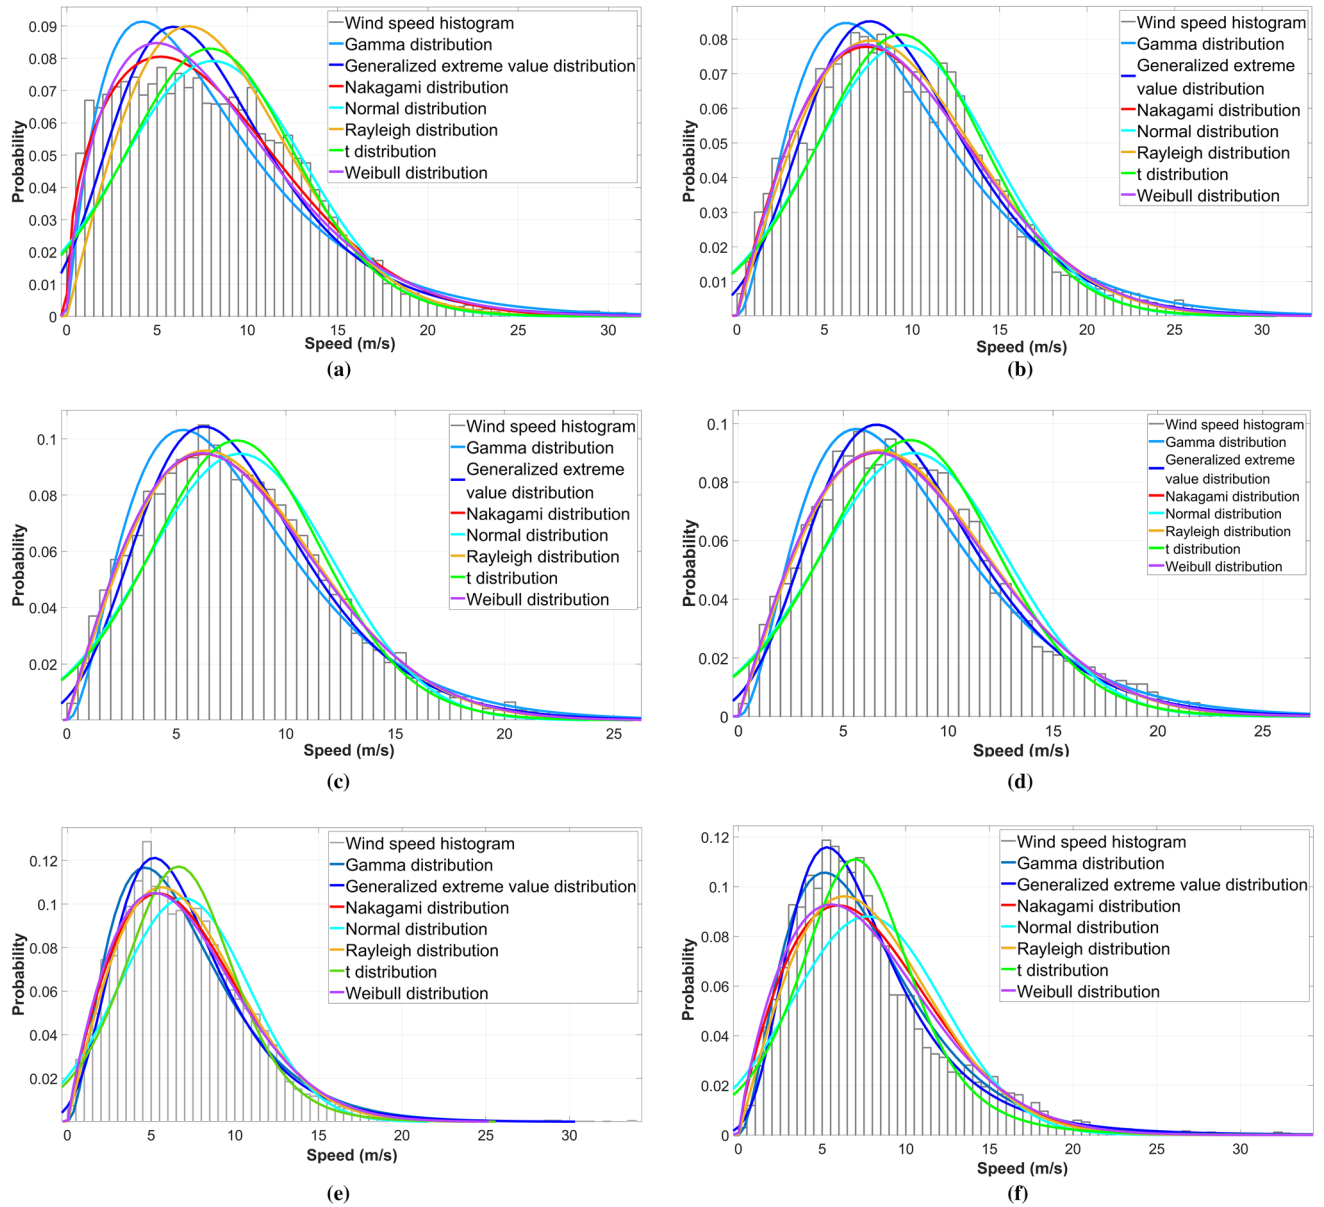 0.09
0.08
0.07
0.06
0.05
0.04
0.03
0.02
0.01
0
Probability
Wind speed histogram
Gamma distribution
Generalized extreme value distribution
Nakagami distribution
Normal distribution
Rayleigh distribution
t distribution
Weibull distribution
0 5 10 15 20 25 30
Speed (m/s)
(a)
0.08
0.07
0.06
0.05
0.04
0.03
0.02
0.01
Probability
Wind speed histogram
Gamma distribution
Generalized extreme
value distribution
Nakagami distribution
Normal distribution
Rayleigh distribution
t distribution
Weibull distribution
0 5 10 15 20 25 30
Speed (m/s)
(b)
0.1
0.08
0.06
0.04
0.02
Probability
Wind speed histogram
Gamma distribution
Generalized extreme
value distribution
Nakagami distribution
Normal distribution
Rayleigh distribution
t distribution
Weibull distribution
0 5 10 15 20 25
Speed (m/s)
(c)
0.1
0.08
0.06
0.04
0.02
0
Probability
Wind speed histogram
Gamma distribution
Generalized extreme
value distribution
Nakagami distribution
Normal distribution
Rayleigh distribution
t distribution
Weibull distribution
0 5 10 15 20 25
Speed (m/s)
(d)
0.12
0.1
0.08
0.06
0.04
0.02
Probability
Wind speed histogram
Gamma distribution
Generalized extreme value distribution
Nakagami distribution
Normal distribution
Rayleigh distribution
t distribution
Weibull distribution
0 5 10 15 20 25 30
Speed (m/s)
(e)
0.12
0.1
0.08
0.06
0.04
0.02
0
Probability
Wind speed histogram
Gamma distribution
Generalized extreme value distribution
Nakagami distribution
Normal distribution
Rayleigh distribution
t distribution
Weibull distribution
0 5 10 15 20 25 30
Speed (m/s)
(f)